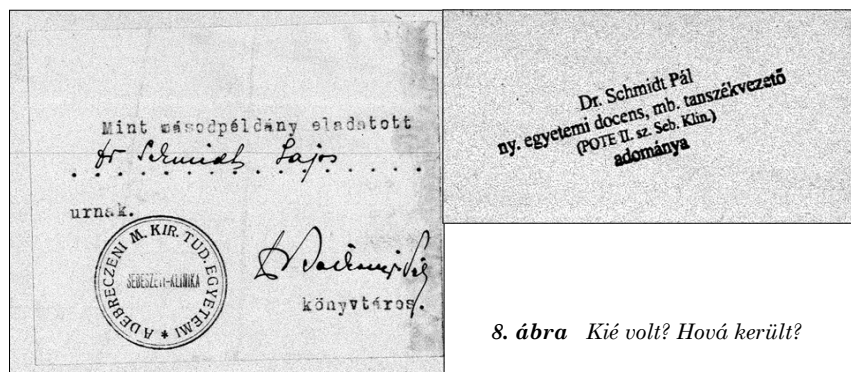 Mint másodpéldány eladatott
dr Schmidt Lajos
urnak.
A DEBRECZENI M. KIR. TUD. EGYETEMI
SEBÉSZETI-KLINIKA
könyvtáros.
Dr. Schmidt Pál
ny. egyetemi docens, mb. tanszékvezető
(POTE II. sz. Seb. Klin.)
adománya
8. ábra Kié volt? Hová került?